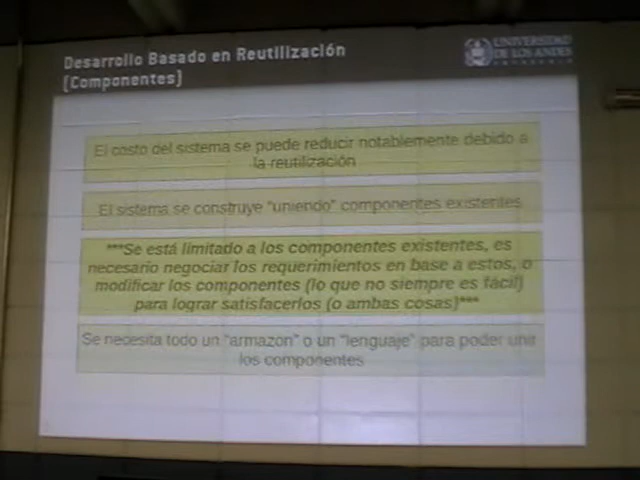 Desarrollo Basado en Reutilización
(Componentes)
UNIVERSIDAD
DE LOS ANDES
El costo del sistema se puede reducir notablemente debido a
la reutilización
El sistema se construye "uniendo" componentes existentes
***Se está limitado a los componentes existentes, es
necesario negociar los requerimientos en base a estos, o
modificar los componentes (lo que no siempre es fácil)
para lograr satisfacerlos (o ambas cosas)***
Se necesita todo un "armazon" o un "lenguaje" para poder unir
los componentes